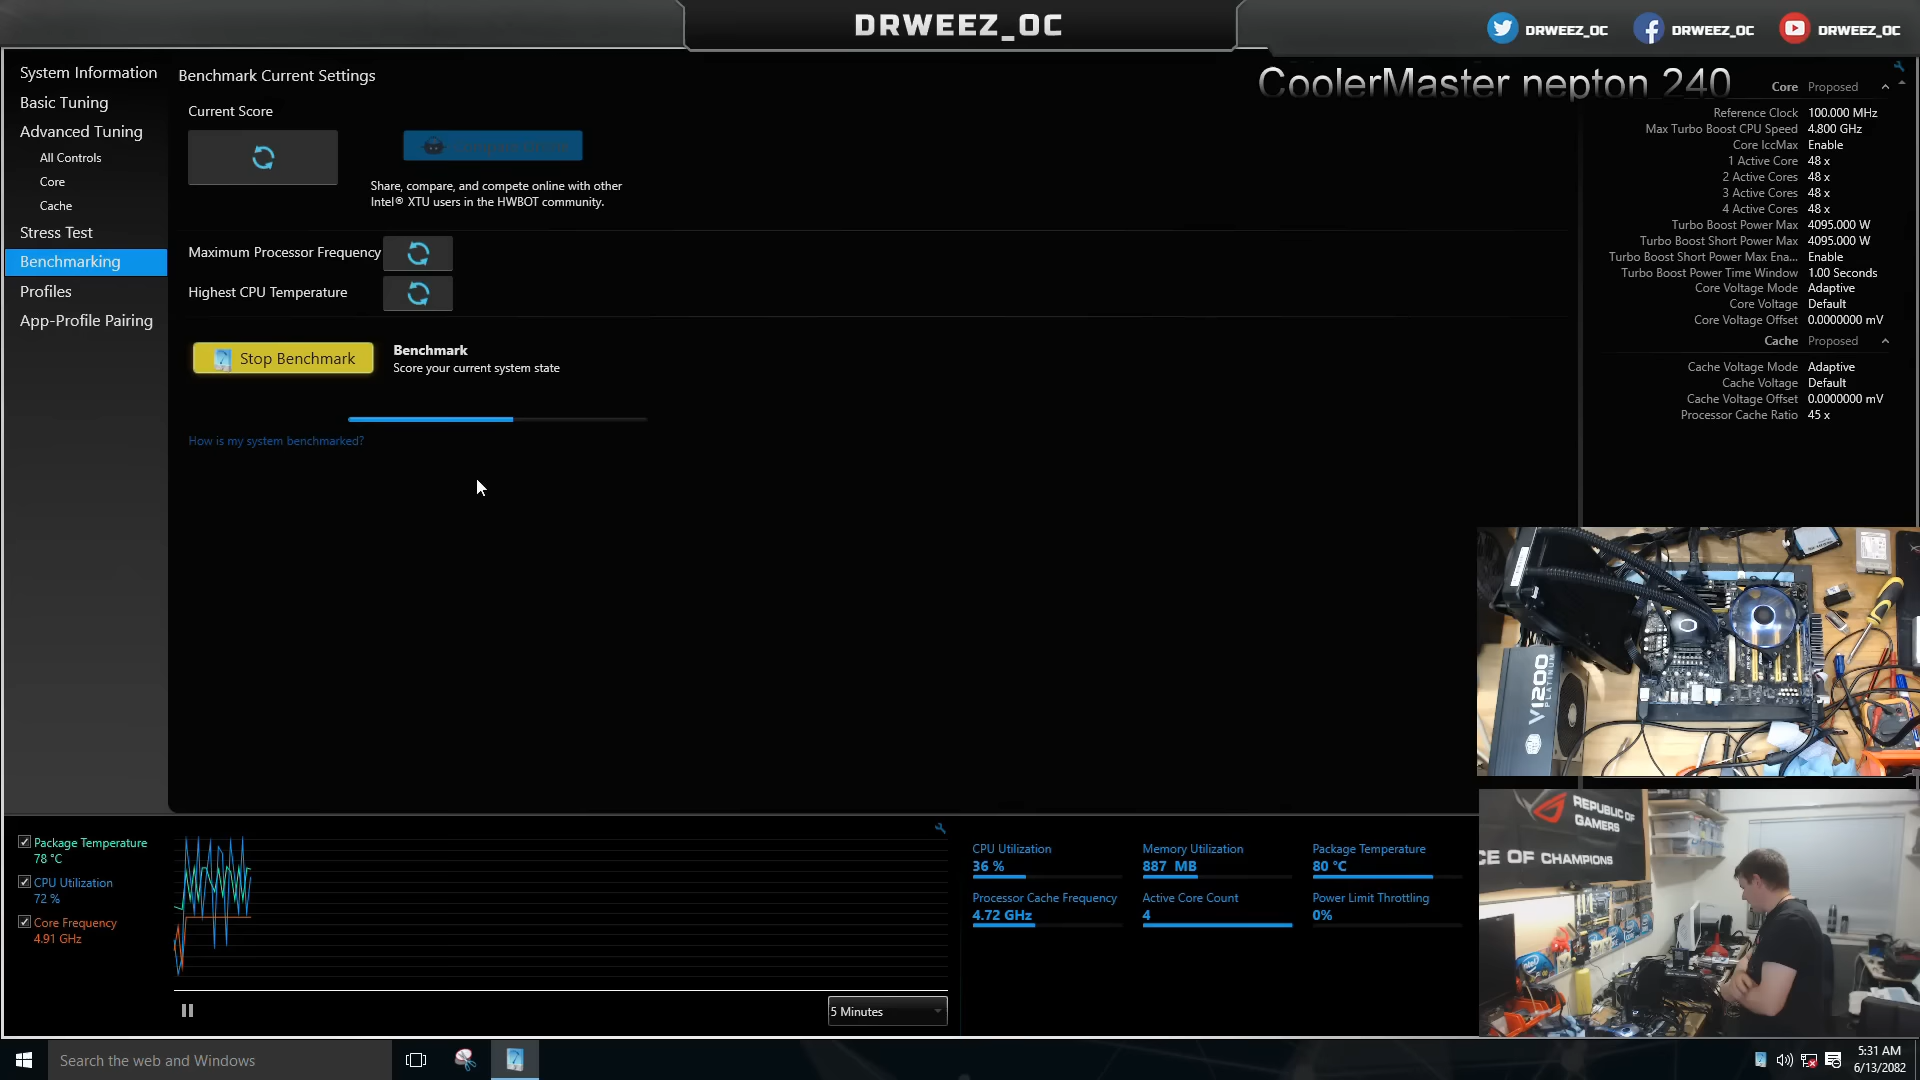 DRWEEZ_OC
DRWEEZ_OC
DRWEEZ_OC
DRWEEZ_OC
CoolerMaster nepton 240
System Information
Basic Tuning
Advanced Tuning
All Controls
Core
Cache
Stress Test
Benchmarking
Profiles
App-Profile Pairing
Benchmark Current Settings
Current Score
Share, compare, and compete online with other
Intel® XTU users in the HWBOT community.
Maximum Processor Frequency
Highest CPU Temperature
Stop Benchmark
Benchmark
Score your current system state
How is my system benchmarked?
Core Proposed
Reference Clock 100.000 MHz
Max Turbo Boost CPU Speed 4.800 GHz
Core IccMax Enable
1 Active Core 48 x
2 Active Cores 48 x
3 Active Cores 48 x
4 Active Cores 48 x
Turbo Boost Power Max 4095.000 W
Turbo Boost Short Power Max 4095.000 W
Turbo Boost Short Power Max Ena... Enable
Turbo Boost Power Time Window 1.00 Seconds
Core Voltage Mode Adaptive
Core Voltage Default
Core Voltage Offset 0.0000000 mV
Cache Proposed
Cache Voltage Mode Adaptive
Cache Voltage Default
Cache Voltage Offset 0.0000000 mV
Processor Cache Ratio 45 x
V1200
PLATINUM
REPUBLIC OF
GAMERS
CE OF CHAMPIONS
Package Temperature
78 °C
CPU Utilization
72 %
Core Frequency
4.91 GHz
5 Minutes
CPU Utilization
36 %
Memory Utilization
887 MB
Package Temperature
80 °C
Processor Cache Frequency
4.72 GHz
Active Core Count
4
Power Limit Throttling
0%
Search the web and Windows
5:31 AM
6/13/2082